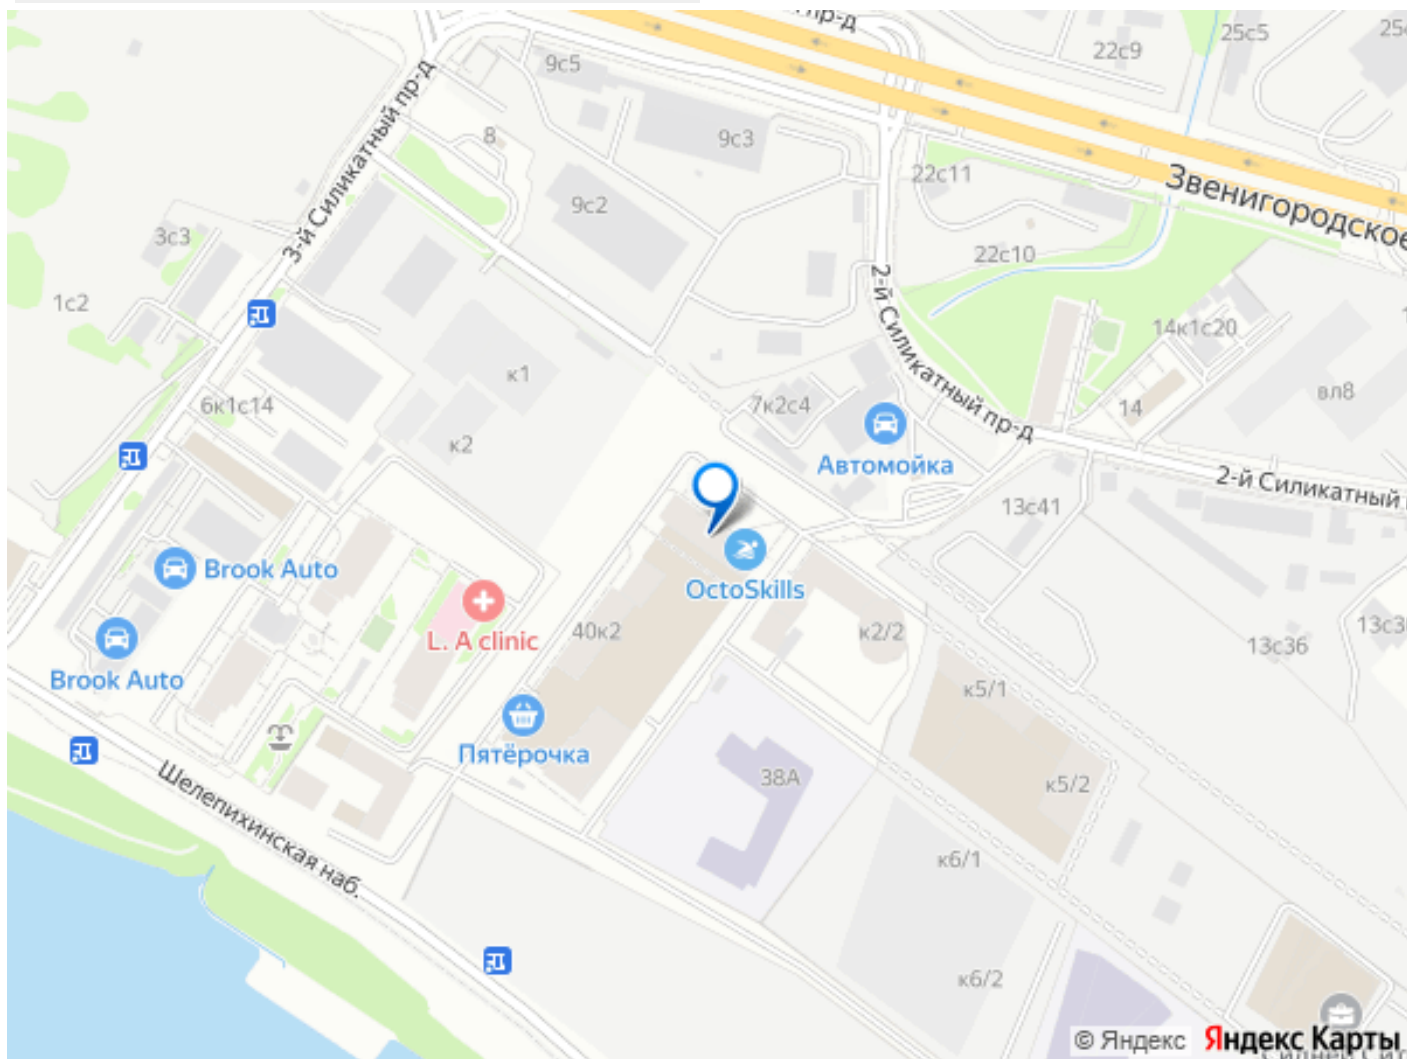 пр-д
25с5
22с9
9с5
3-й Силикатный пр-д
8
9с3
22с11
Звенигородское
9с2
3с3
22с10
2-й Силикатный пр-д
1с2
14к1с20
к1
вл8
6к1с14
7к2с4
14
к2
Автомойка
2-й Силикатный
13с41
Brook Auto
OctoSkills
L. A clinic
40к2
к2/2
13с36
Brook Auto
к5/1
Пятёрочка
38А
к5/2
Шелепихинская наб.
к6/1
к6/2
© Яндекс Яндекс Карты